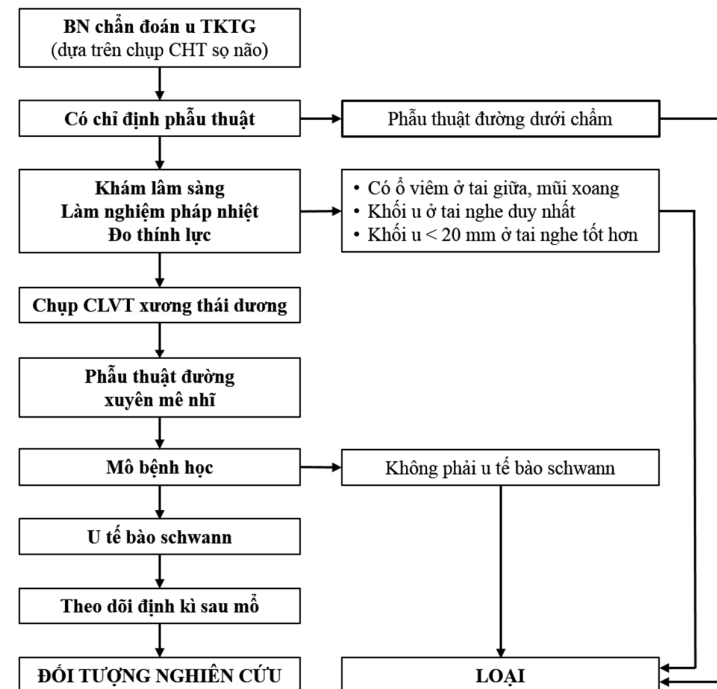 BN chẩn đoán u TKTG
(dựa trên chụp CHT sọ não)
Có chỉ định phẫu thuật
Phẫu thuật đường dưới chẩm
Khám lâm sàng
Làm nghiệm pháp nhiệt
Đo thính lực
• Có ổ viêm ở tai giữa, mũi xoang
• Khối u ở tai nghe duy nhất
• Khối u < 20 mm ở tai nghe tốt hơn
Chụp CLVT xương thái dương
Phẫu thuật đường
xuyên mê nhĩ
Mô bệnh học
Không phải u tế bào schwann
U tế bào schwann
Theo dõi định kì sau mổ
ĐỐI TƯỢNG NGHIÊN CỨU
LOẠI